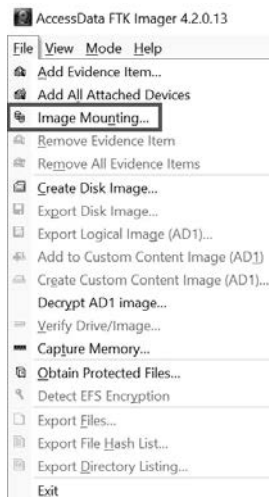 AccessData FTK Imager 4.2.0.13
File View Mode Help
Add Evidence Item...
Add All Attached Devices
Image Mounting...
Remove Evidence Item
Remove All Evidence Items
Create Disk Image...
Export Disk Image...
Export Logical Image (AD1)...
Add to Custom Content Image (AD1)
Create Custom Content Image (AD1)...
Decrypt AD1 image...
Verify Drive/Image...
Capture Memory...
Obtain Protected Files...
Detect EFS Encryption
Export Files...
Export File Hash List...
Export Directory Listing...
Exit